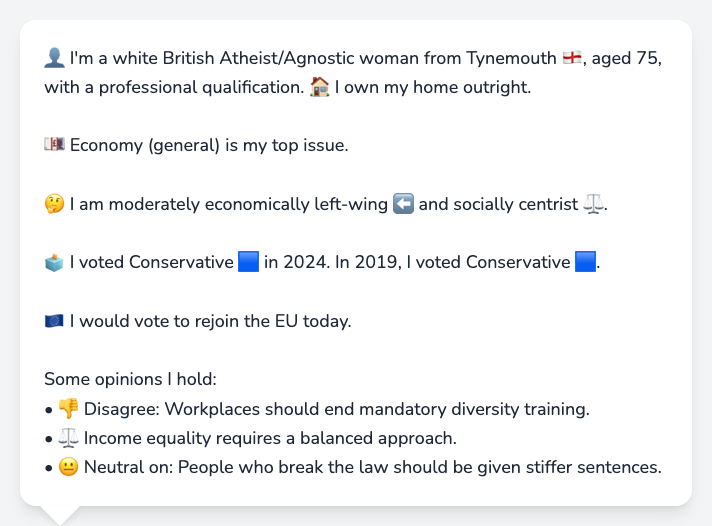 👤 I'm a white British Atheist/Agnostic woman from Tynemouth 🏴󠁧󠁢󠁥󠁮󠁧󠁿, aged 75,
with a professional qualification. 🏠 I own my home outright.
💷 Economy (general) is my top issue.
🤔 I am moderately economically left-wing ⬅️ and socially centrist ⚖️.
🗳️ I voted Conservative 🟦 in 2024. In 2019, I voted Conservative 🟦.
🇪🇺 I would vote to rejoin the EU today.
Some opinions I hold:
• 👎 Disagree: Workplaces should end mandatory diversity training.
• ⚖️ Income equality requires a balanced approach.
• 😐 Neutral on: People who break the law should be given stiffer sentences.